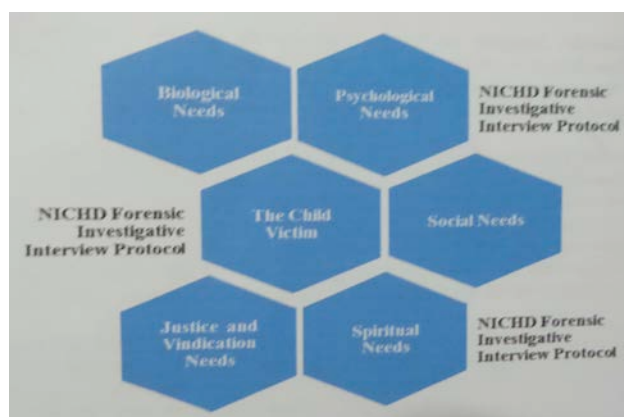 Biological
Needs
Psychological
Needs
NICHD Forensic
Investigative
Interview Protocol
NICHD Forensic
Investigative
Interview Protocol
The Child
Victim
Social Needs
Justice and
Vindication
Needs
Spiritual
Needs
NICHD Forensic
Investigative
Interview Protocol